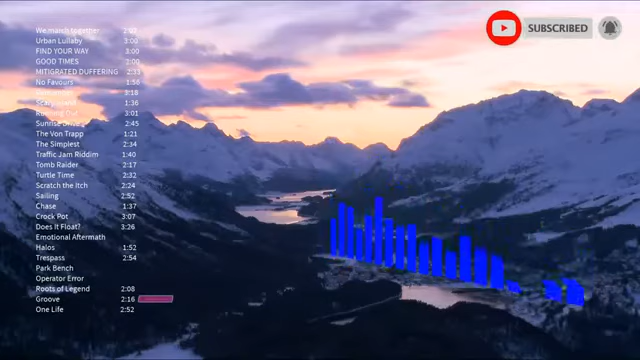 We march together 2:40
Urban Lullaby 3:00
FIND YOUR WAY 3:00
GOOD TIMES 2:00
MITIGRATED DUFFERING 2:33
No Favours 1:56
3:18
1:36
Running Out 3:01
Sunrise Driving 2:45
The Von Trapp 1:21
The Simplest 2:34
Traffic Jam Riddim 1:40
Tomb Raider 2:17
Turtle Time 2:32
Scratch the Itch 2:24
Sailing 2:52
Chase 1:37
Crock Pot 3:07
Does It Float? 3:26
Emotional Aftermath
Halos 1:52
Trespass 2:54
Park Bench
Operator Error
Roots of Legend 2:08
Groove 2:16
One Life 2:52
SUBSCRIBED